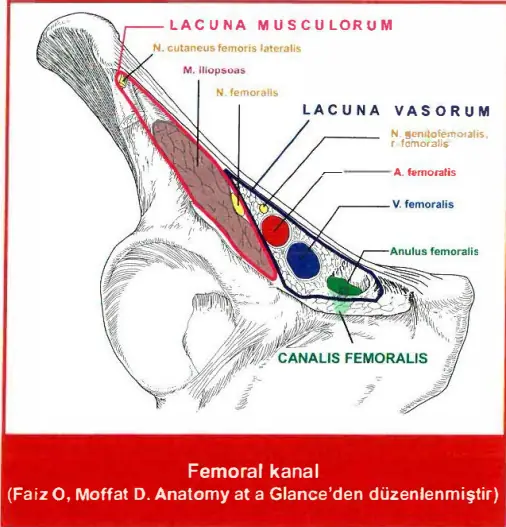 LACUNA MUSCULORUM
N. cutaneus femoris lateralis
M. iliopsoas
N. femoralis
LACUNA VASORUM
N. genitofemoralis,
r. femoralis
A. femoralis
V. femoralis
Anulus femoralis
CANALIS FEMORALIS
Femoral kanal
(Faiz O, Moffat D. Anatomy at a Glance'den düzenlenmiştir)